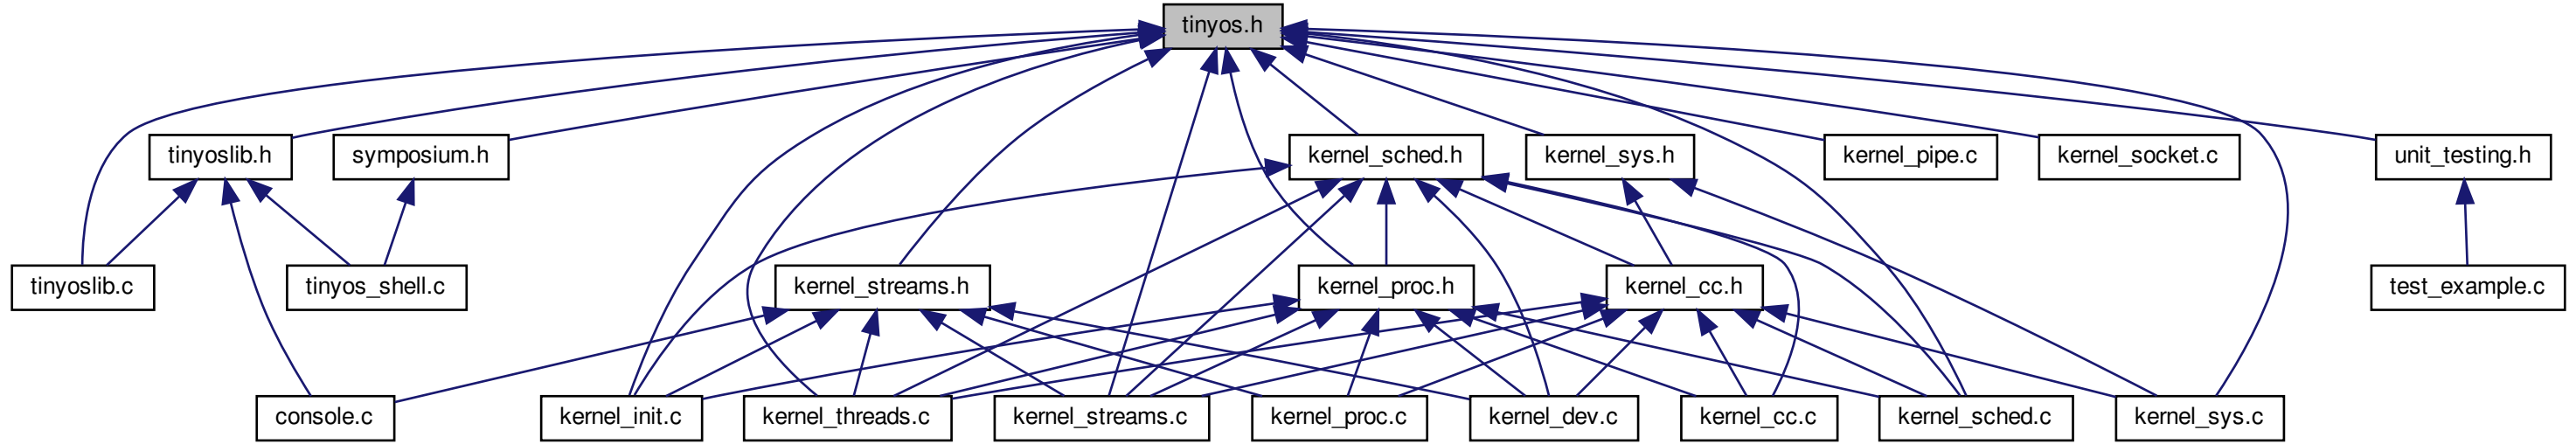 tinyos.h
tinyoslib.h
symposium.h
kernel_sched.h
kernel_sys.h
kernel_pipe.c
kernel_socket.c
unit_testing.h
tinyoslib.c
tinyos_shell.c
kernel_streams.h
kernel_proc.h
kernel_cc.h
test_example.c
console.c
kernel_init.c
kernel_threads.c
kernel_streams.c
kernel_proc.c
kernel_dev.c
kernel_cc.c
kernel_sched.c
kernel_sys.c